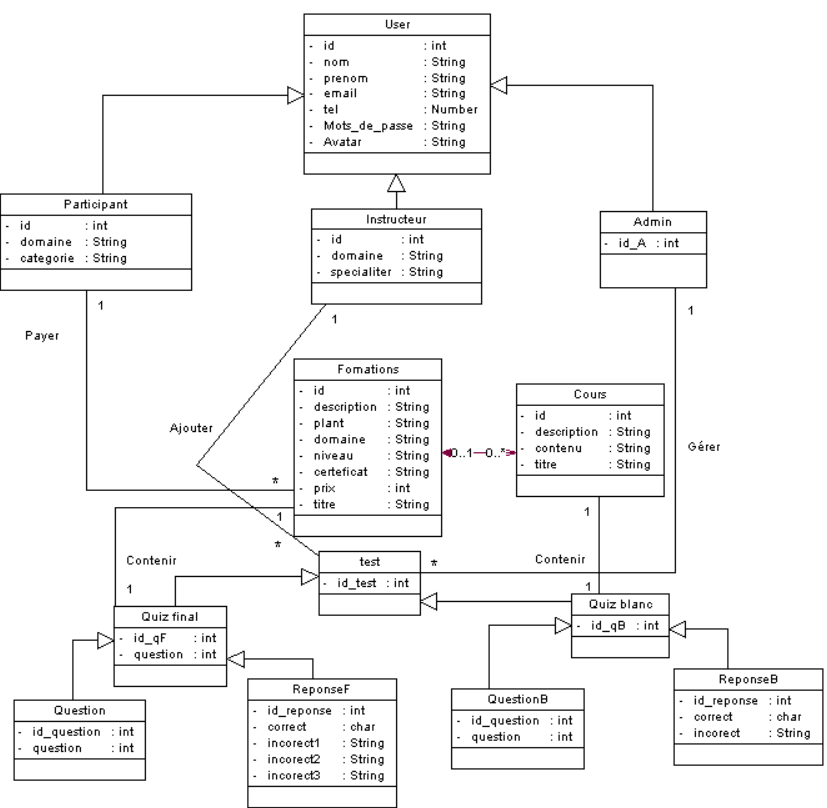 User
- id : int
- nom : String
- prenom : String
- email : String
- tel : Number
- Mots_de_passe : String
- Avatar : String
Participant
- id : int
- domaine : String
- categorie : String
Instructeur
- id : int
- domaine : String
- specialiter : String
Admin
- id_A : int
1
1
1
Payer
Ajouter
Gérer
Fomations
- id : int
- description : String
- plant : String
- domaine : String
- niveau : String
- certeficat : String
- prix : int
- titre : String
0..1
0..*
Cours
- id : int
- description : String
- contenu : String
- titre : String
*
1
1
*
*
Contenir
Contenir
1
1
test
- id_test : int
Quiz final
- id_qF : int
- question : int
Quiz blanc
- id_qB : int
Question
- id_question : int
- question : int
ReponseF
- id_reponse : int
- correct : char
- incorect1 : String
- incorect2 : String
- incorect3 : String
QuestionB
- id_question : int
- question : int
ReponseB
- id_reponse : int
- correct : char
- incorect : String